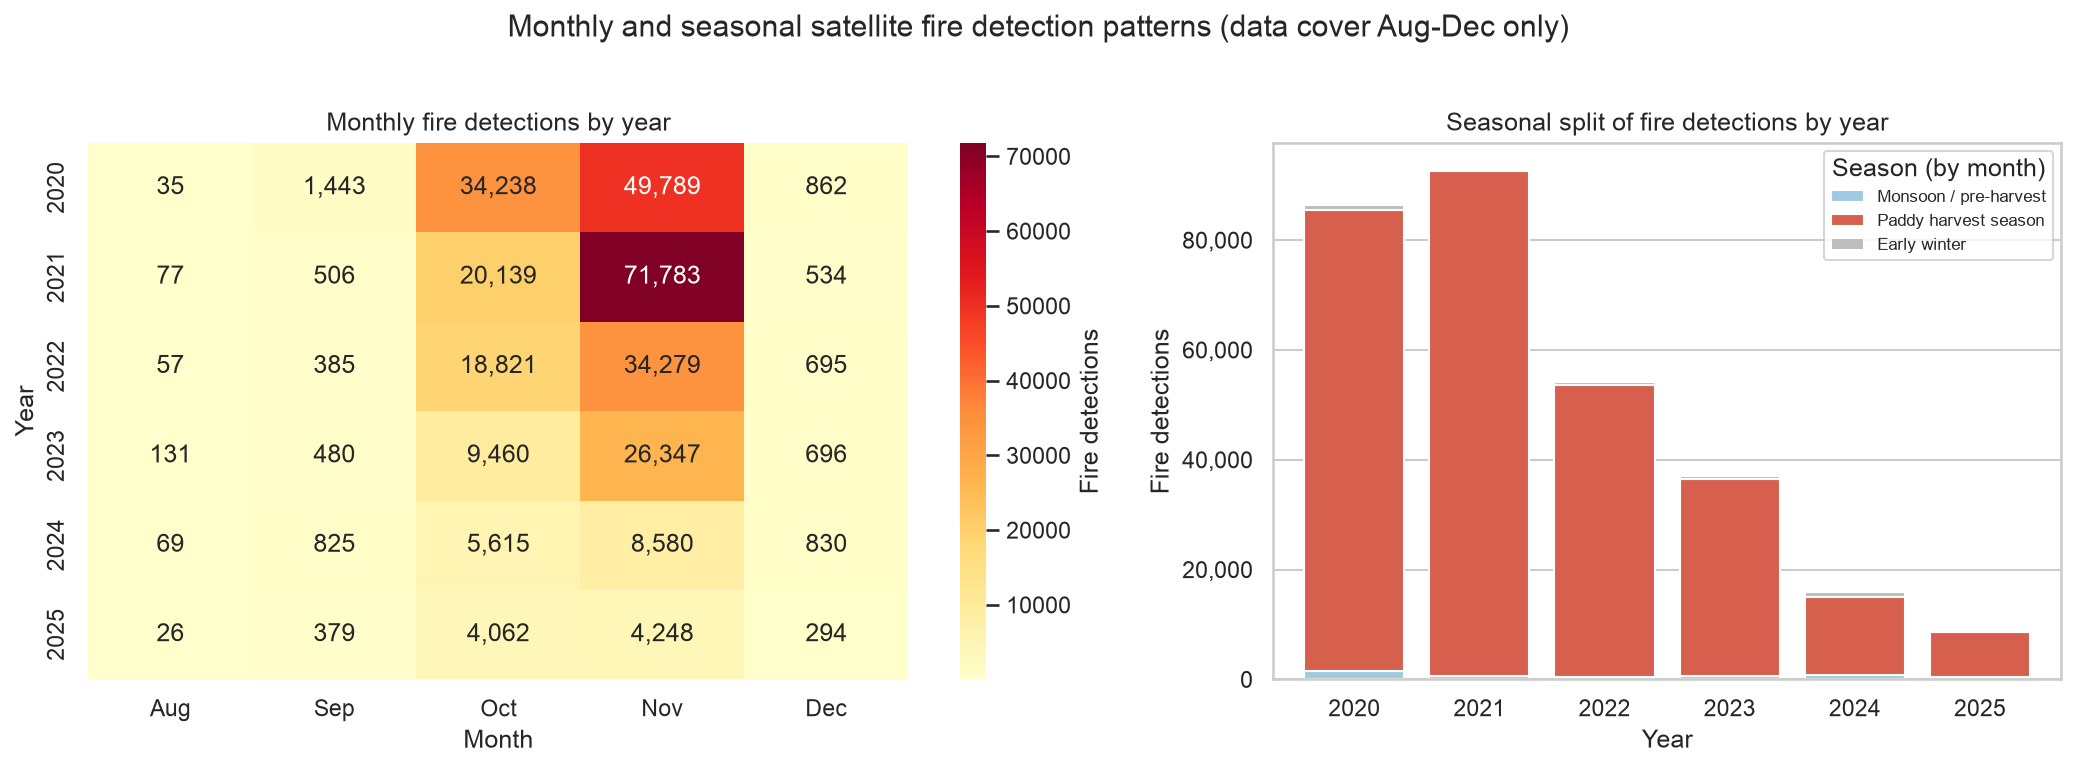 Monthly and seasonal satellite fire detection patterns (data cover Aug-Dec only)
Monthly fire detections by year
Year
2020 35 1,443 34,238 49,789 862
2021 77 506 20,139 71,783 534
2022 57 385 18,821 34,279 695
2023 131 480 9,460 26,347 696
2024 69 825 5,615 8,580 830
2025 26 379 4,062 4,248 294
Aug Sep Oct Nov Dec
Month
70000
60000
50000
40000
30000
20000
10000
Fire detections
Seasonal split of fire detections by year
Season (by month)
Monsoon / pre-harvest
Paddy harvest season
Early winter
Fire detections
80,000
60,000
40,000
20,000
0
2020 2021 2022 2023 2024 2025
Year